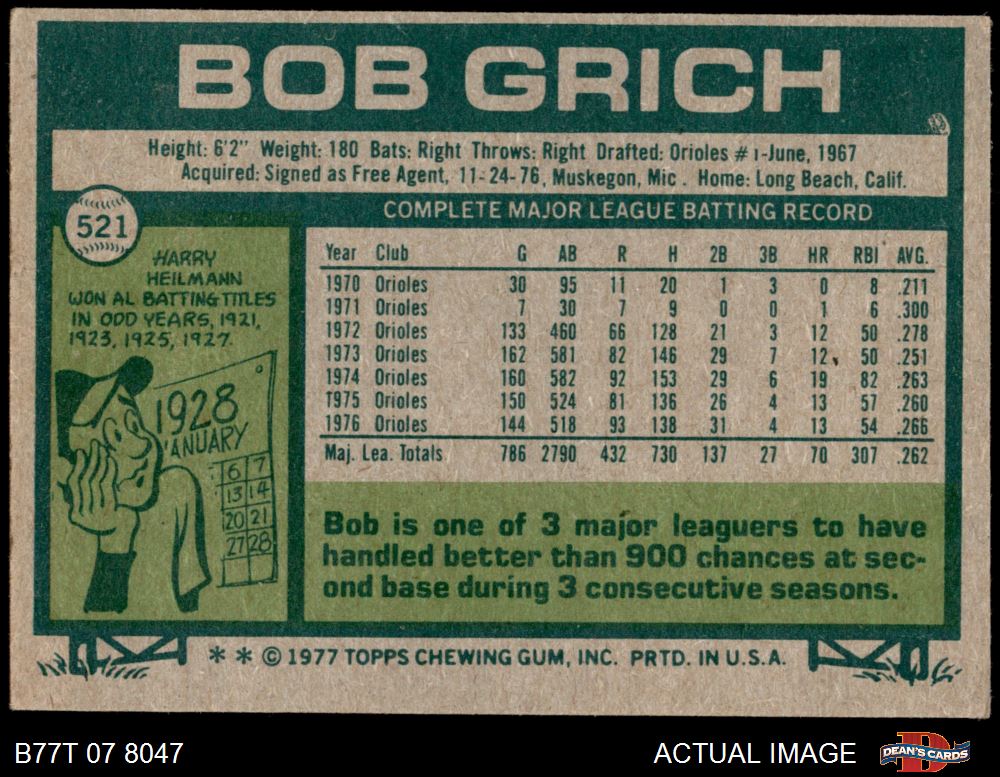 BOB GRICH
Height: 6'2" Weight: 180 Bats: Right Throws: Right Drafted: Orioles #1-June, 1967
Acquired: Signed as Free Agent, 11-24-76, Muskegon, Mic. Home: Long Beach, Calif.
521
COMPLETE MAJOR LEAGUE BATTING RECORD
HARRY
HEILMANN
WON AL BATTING TITLES
IN ODD YEARS, 1921,
1923, 1925, 1927.
1928
ANUARY
6 7
13 14
20 21
27 28
Year Club G AB R H 2B 3B HR RBI AVG.
1970 Orioles 30 95 11 20 1 3 0 8 .211
1971 Orioles 7 30 7 9 0 0 1 6 .300
1972 Orioles 133 460 66 128 21 3 12 50 .278
1973 Orioles 162 581 82 146 29 7 12 50 .251
1974 Orioles 160 582 92 153 29 6 19 82 .263
1975 Orioles 150 524 81 136 26 4 13 57 .260
1976 Orioles 144 518 93 138 31 4 13 54 .266
Maj. Lea. Totals 786 2790 432 730 137 27 70 307 .262
Bob is one of 3 major leaguers to have
handled better than 900 chances at sec-
ond base during 3 consecutive seasons.
** © 1977 TOPPS CHEWING GUM, INC. PRTD. IN U.S.A.
B77T 07 8047
ACTUAL IMAGE
DEAN'S CARDS